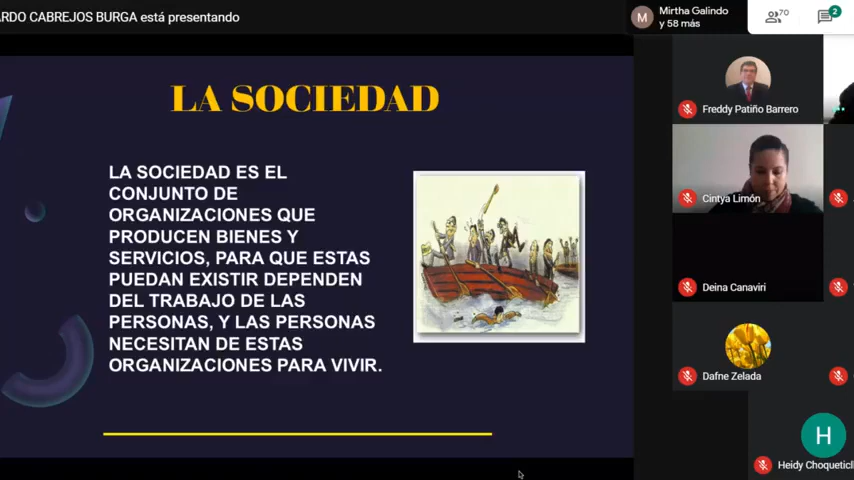 ARDO CABREJOS BURGA está presentando
Mirtha Galindo
y 58 más
M
70
2
LA SOCIEDAD
LA SOCIEDAD ES EL
CONJUNTO DE
ORGANIZACIONES QUE
PRODUCEN BIENES Y
SERVICIOS, PARA QUE ESTAS
PUEDAN EXISTIR DEPENDEN
DEL TRABAJO DE LAS
PERSONAS, Y LAS PERSONAS
NECESITAN DE ESTAS
ORGANIZACIONES PARA VIVIR.
Freddy Patiño Barrero
Cintya Limón
Deina Canaviri
Dafne Zelada
H
Heidy Choqueticll